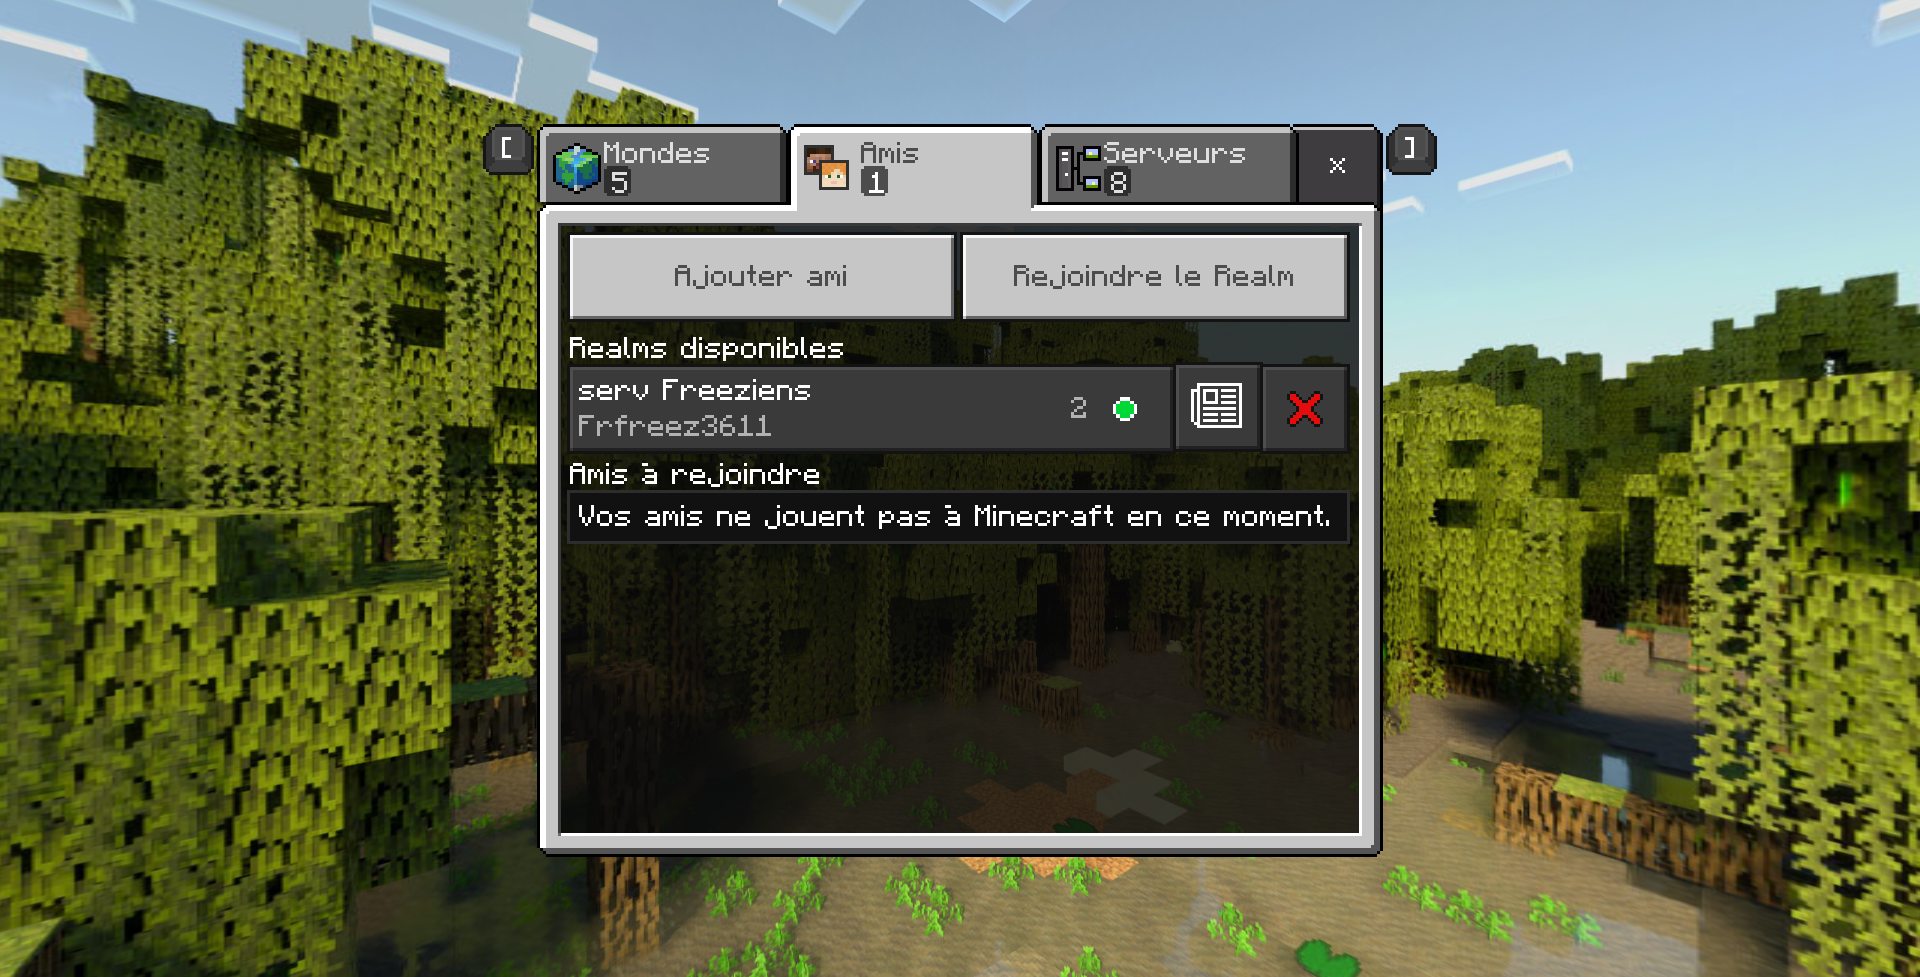 [
Mondes
5
Amis
1
Serveurs
8
x
]
Ajouter ami
Rejoindre le Realm
Realms disponibles
serv Freeziens
Frfreez3611
2
Amis à rejoindre
Vos amis ne jouent pas à Minecraft en ce moment.